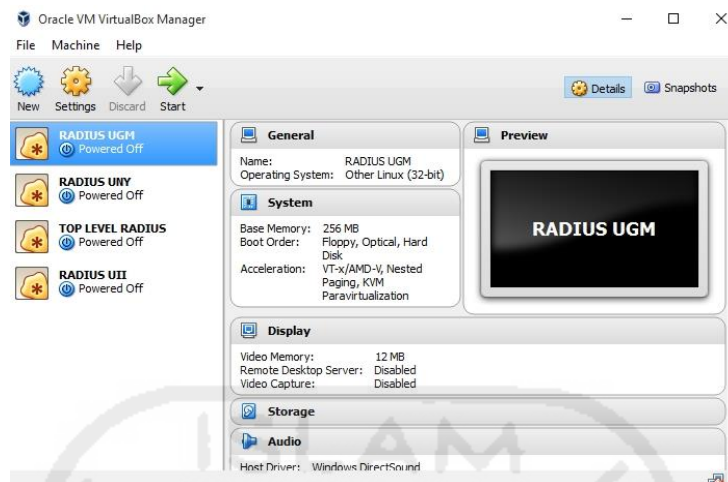 Oracle VM VirtualBox Manager
File Machine Help
New Settings Discard Start
Details Snapshots
RADIUS UGM
Powered Off
RADIUS UNY
Powered Off
TOP LEVEL RADIUS
Powered Off
RADIUS UII
Powered Off
General
Name: RADIUS UGM
Operating System: Other Linux (32-bit)
System
Base Memory: 256 MB
Boot Order: Floppy, Optical, Hard
Disk
Acceleration: VT-x/AMD-V, Nested
Paging, KVM
Paravirtualization
Preview
RADIUS UGM
Display
Video Memory: 12 MB
Remote Desktop Server: Disabled
Video Capture: Disabled
Storage
Audio
Host Driver: Windows DirectSound
ISLAM